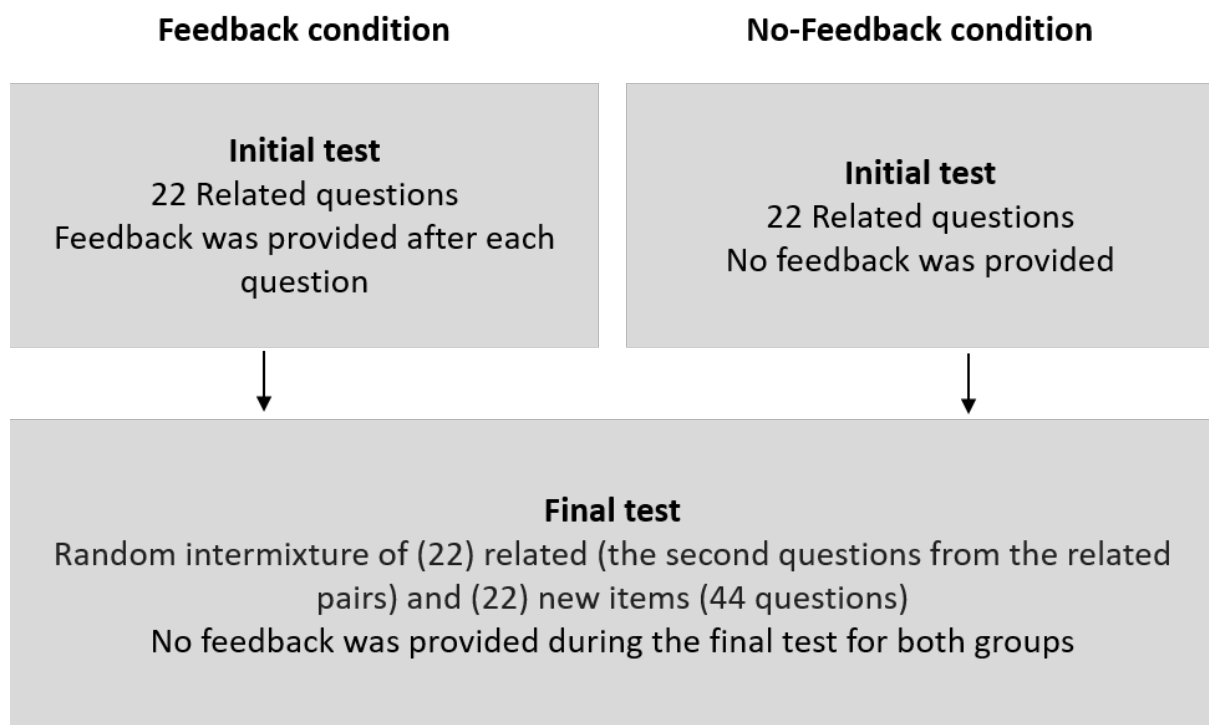 Feedback condition
No-Feedback condition
Initial test
22 Related questions
Feedback was provided after each
question
Initial test
22 Related questions
No feedback was provided
Final test
Random intermixture of (22) related (the second questions from the related
pairs) and (22) new items (44 questions)
No feedback was provided during the final test for both groups